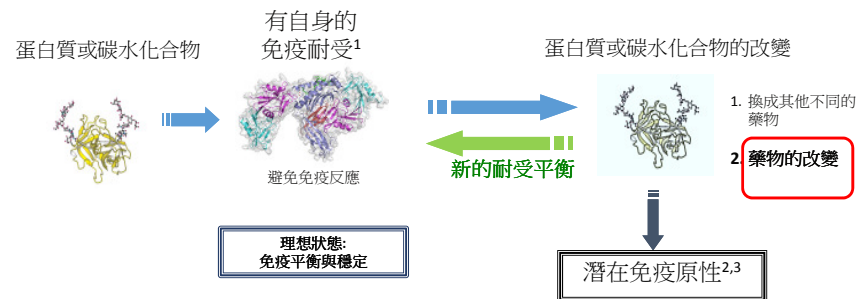 蛋白質或碳水化合物
有自身的
免疫耐受1
避免免疫反應
理想狀態:
免疫平衡與穩定
新的耐受平衡
蛋白質或碳水化合物的改變
1. 換成其他不同的
藥物
2. 藥物的改變
潛在免疫原性2,3